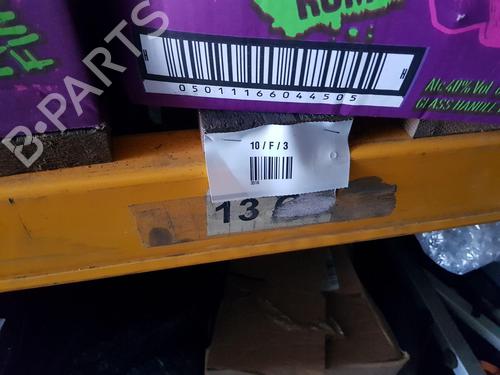 H
H
05011166044505
Alc 40% Vol
GLASS HANDLE
10 / F / 3
13
B-PARTS